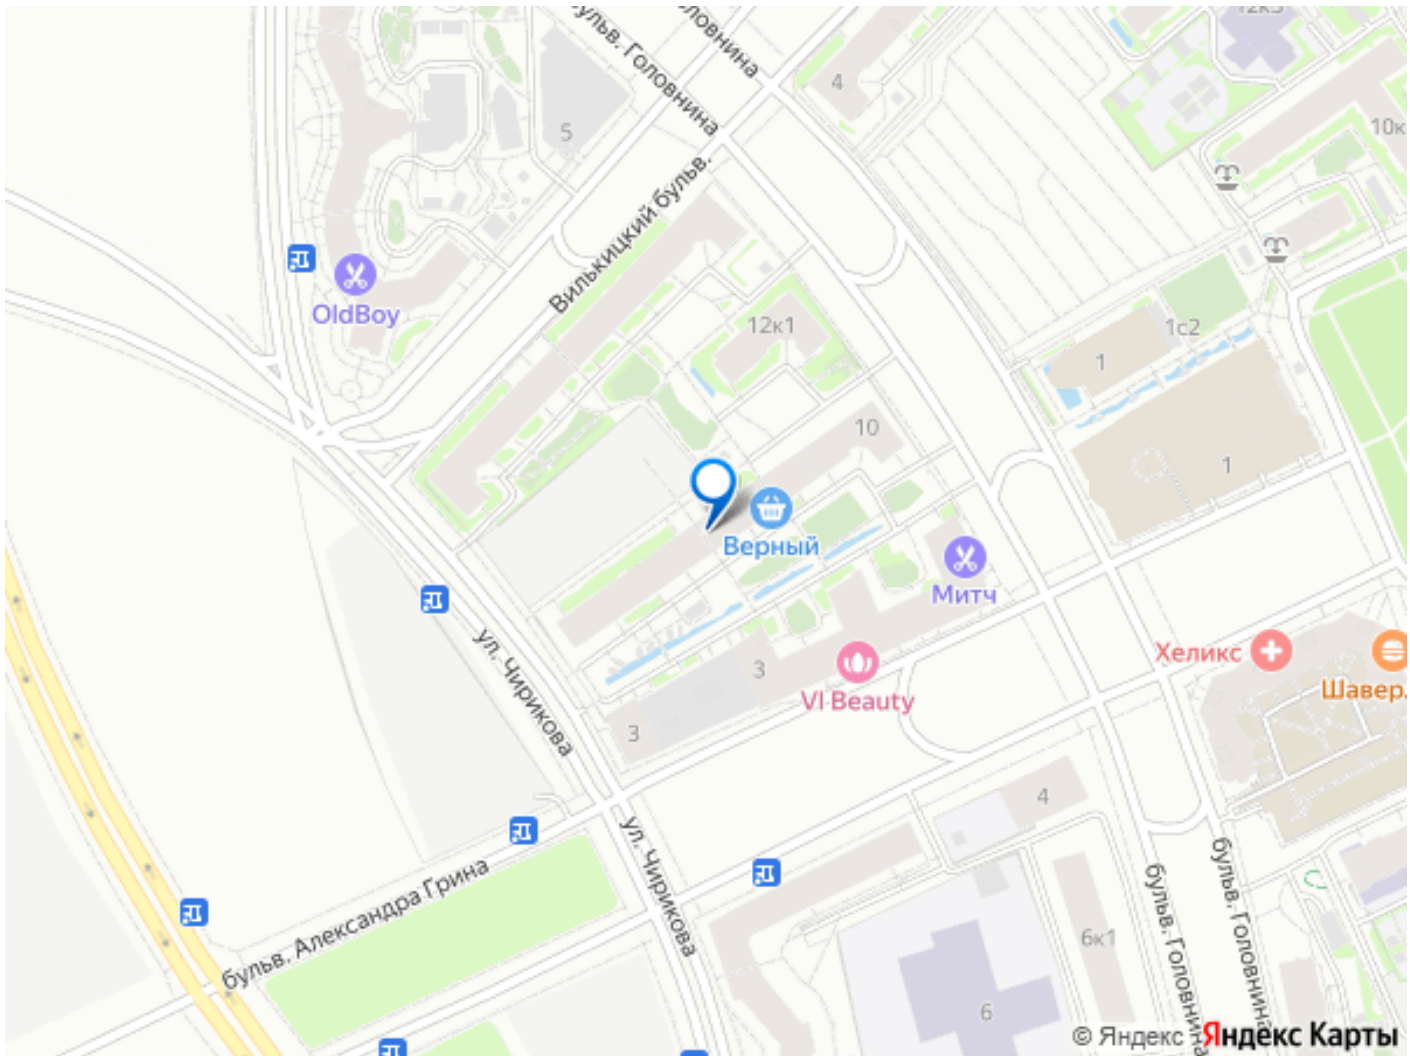 бульв. Головнина
Головнина
12к3
4
5
10к
Вилькицкий бульв.
OldBoy
12к1
1с2
1
10
1
Верный
Митч
ул. Чирикова
3
VI Beauty
Хеликс
Шавер.
3
4
ул. Чирикова
бульв. Александра Грина
бульв. Головнина
бульв. Головнина
6к1
6
© Яндекс Яндекс Карты